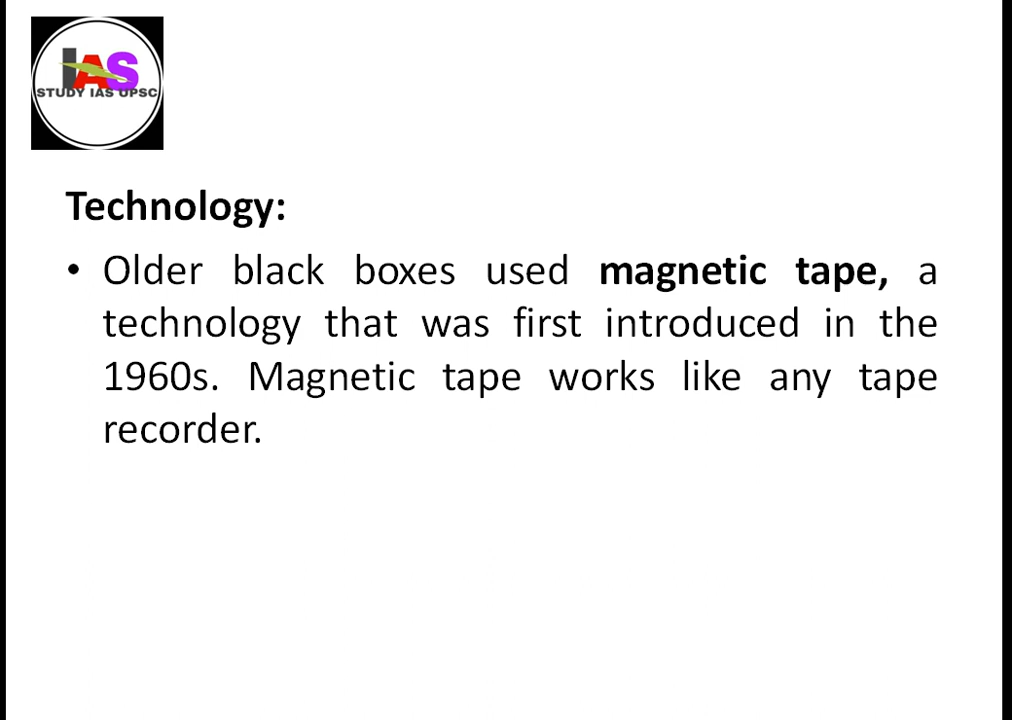 IAS
STUDY IAS UPSC
Technology:
• Older black boxes used magnetic tape, a
technology that was first introduced in the
1960s. Magnetic tape works like any tape
recorder.